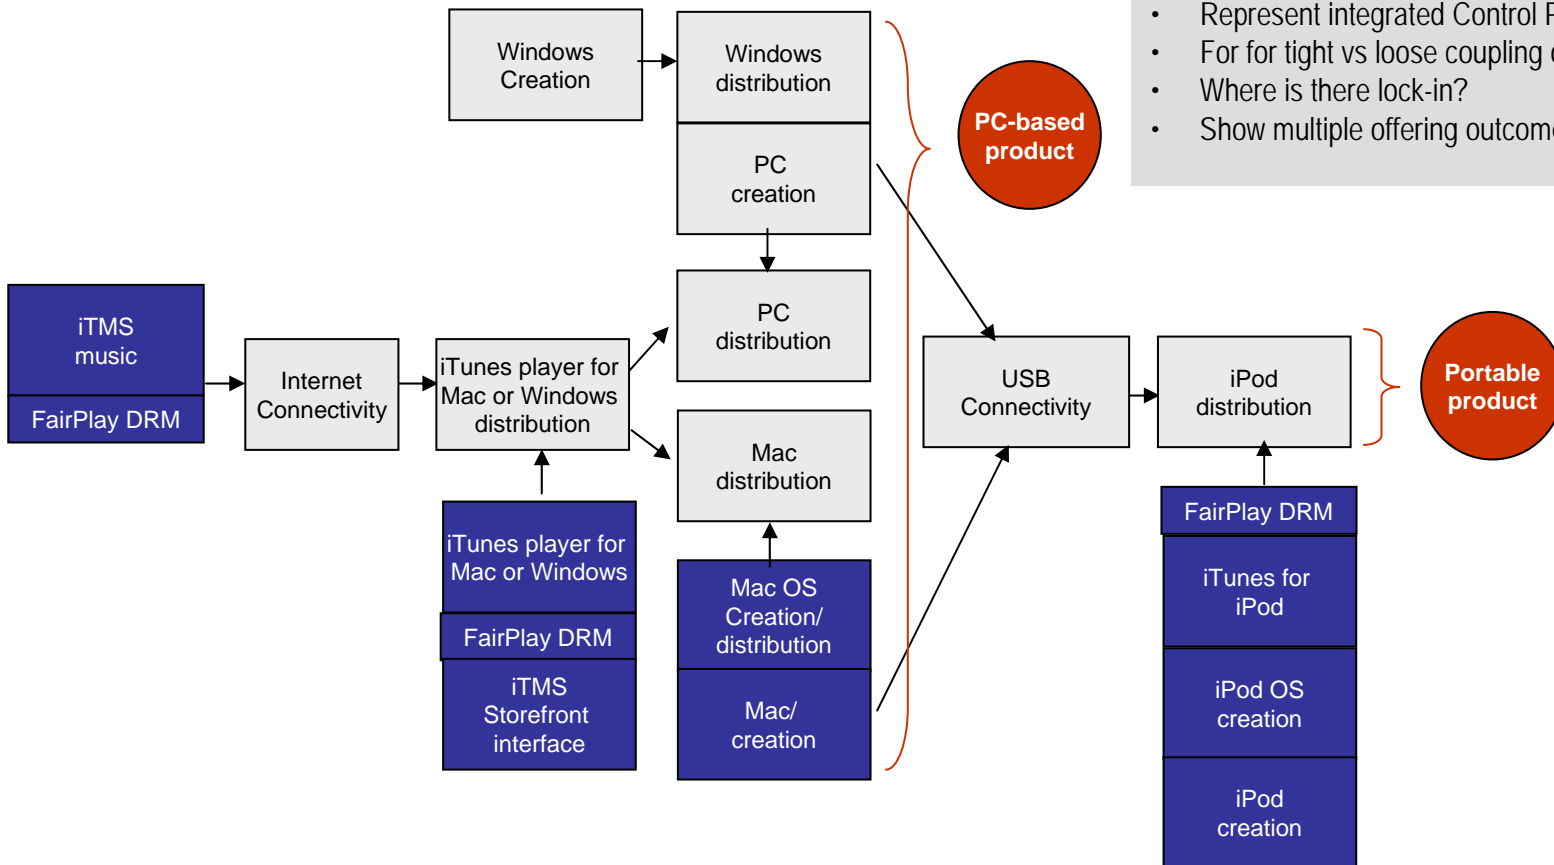 Windows
Creation
Windows
distribution
PC
creation
PC-based
product
• Represent integrated Control
• For for tight vs loose coupling
• Where is there lock-in?
• Show multiple offering
iTMS
music
FairPlay DRM
Internet
Connectivity
iTunes player for
Mac or Windows
distribution
PC
distribution
Mac
distribution
USB
Connectivity
iPod
distribution
Portable
product
iTunes player for
Mac or Windows
FairPlay DRM
iTMS
Storefront
interface
Mac OS
Creation/
distribution
Mac/
creation
FairPlay DRM
iTunes for
iPod
iPod OS
creation
iPod
creation